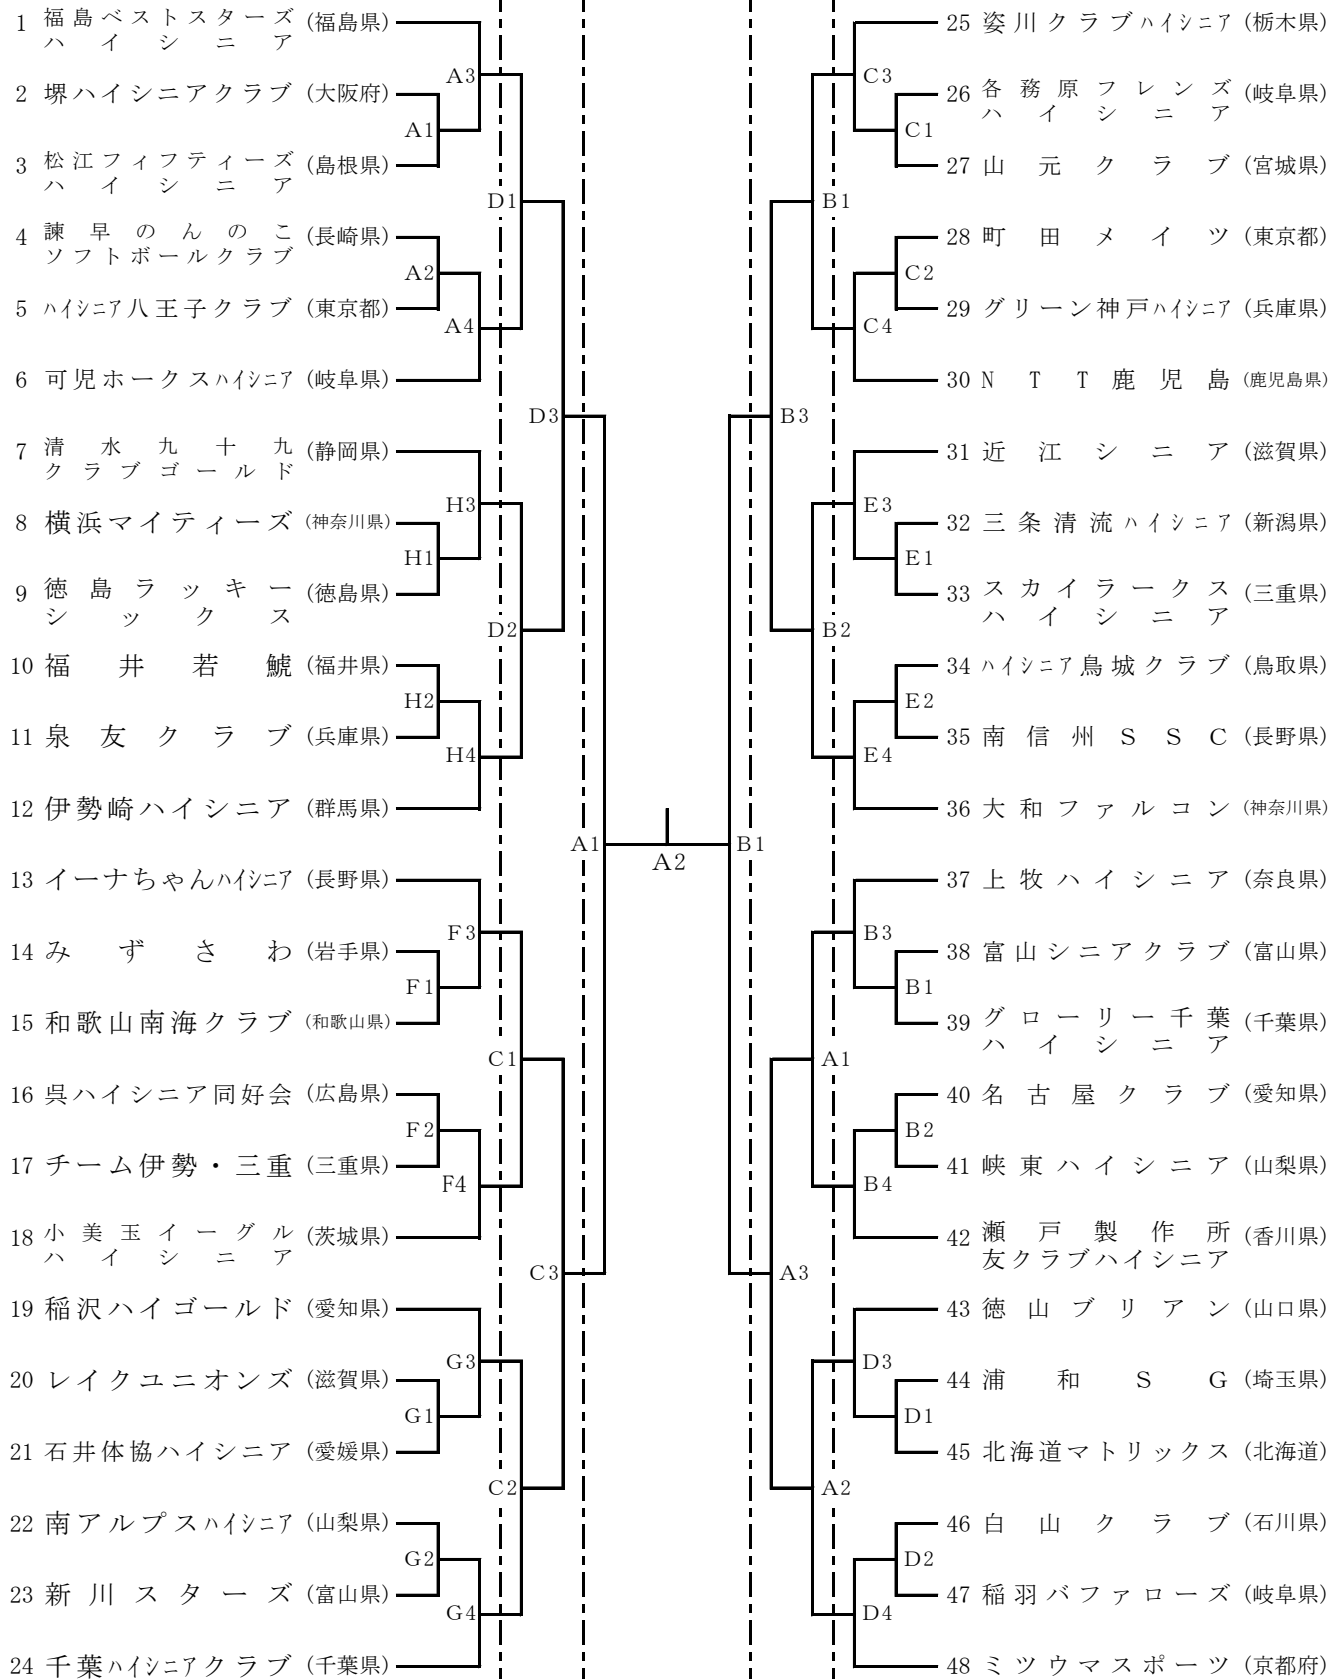 1 福島ベストスターズ (福島県)
ハイシニア
2 堺ハイシニアクラブ (大阪府)
3 松江フィフティーズ (島根県)
ハイシニア
4 諫早のんのこ (長崎県)
ソフトボールクラブ
5 ハイシニア八王子クラブ (東京都)
6 可児ホークスハイシニア (岐阜県)
7 清水九十九 (静岡県)
クラブゴールド
8 横浜マイティーズ (神奈川県)
9 徳島ラッキー (徳島県)
シックス
10 福井若鯱 (福井県)
11 泉友クラブ (兵庫県)
12 伊勢崎ハイシニア (群馬県)
13 イーナちゃんハイシニア (長野県)
14 みずさわ (岩手県)
15 和歌山南海クラブ (和歌山県)
16 呉ハイシニア同好会 (広島県)
17 チーム伊勢・三重 (三重県)
18 小美玉イーグル (茨城県)
ハイシニア
19 稲沢ハイゴールド (愛知県)
20 レイクユニオンズ (滋賀県)
21 石井体協ハイシニア (愛媛県)
22 南アルプスハイシニア (山梨県)
23 新川スターズ (富山県)
24 千葉ハイシニアクラブ (千葉県)
A3
A1
D1
A2
A4
D3
H3
H1
D2
H2
H4
A1
F3
F1
C1
F2
F4
C3
G3
G1
C2
G2
G4
A2
B1
C3
C1
B1
C2
C4
B3
E3
E1
B2
E2
E4
B3
B1
A1
B2
B4
A3
D3
D1
A2
D2
D4
25 姿川クラブハイシニア (栃木県)
26 各務原フレンズ (岐阜県)
ハイシニア
27 山元クラブ (宮城県)
28 町田メイツ (東京都)
29 グリーン神戸ハイシニア (兵庫県)
30 NTT鹿児島 (鹿児島県)
31 近江シニア (滋賀県)
32 三条清流ハイシニア (新潟県)
33 スカイラークス (三重県)
ハイシニア
34 ハイシニア鳥城クラブ (鳥取県)
35 南信州SSC (長野県)
36 大和ファルコン (神奈川県)
37 上牧ハイシニア (奈良県)
38 富山シニアクラブ (富山県)
39 グローリー千葉 (千葉県)
ハイシニア
40 名古屋クラブ (愛知県)
41 峡東ハイシニア (山梨県)
42 瀬戸製作所 (香川県)
友クラブハイシニア
43 徳山ブリアン (山口県)
44 浦和SG (埼玉県)
45 北海道マトリックス (北海道)
46 白山クラブ (石川県)
47 稲羽バファローズ (岐阜県)
48 ミツウマスポーツ (京都府)